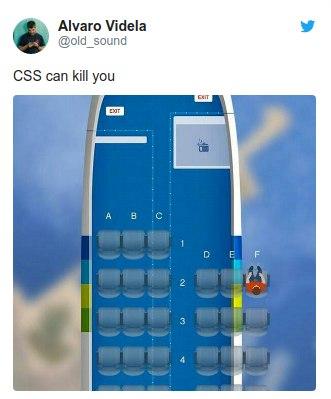 Alvaro Videla
@old_sound
CSS can kill you
EXIT
EXIT
A B C
1
D E F
2
3
4